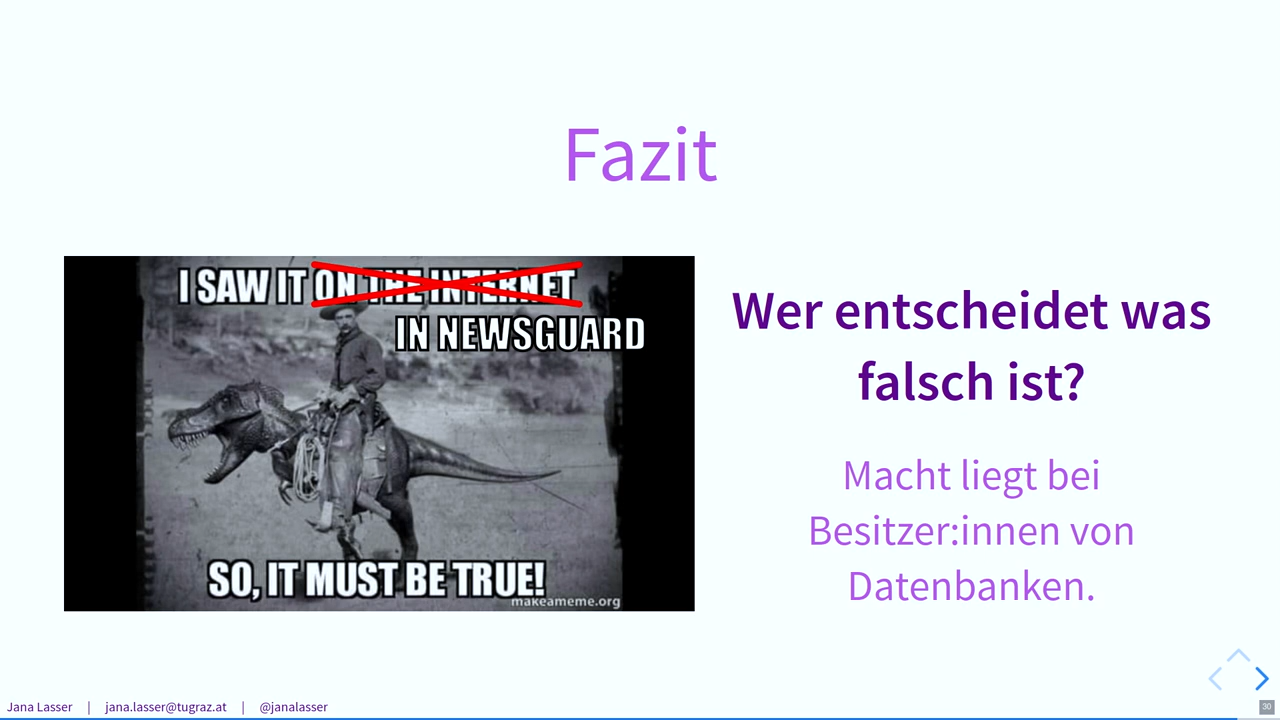 Fazit
I SAW IT ON THE INTERNET
IN NEWSGUARD
SO, IT MUST BE TRUE!
makeameme.org
Wer entscheidet was
falsch ist?
Macht liegt bei
Besitzer:innen von
Datenbanken.
Jana Lasser | jana.lasser@tugraz.at | @janalasser
30